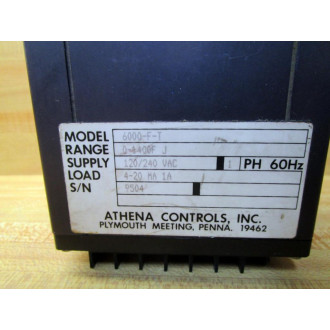 MODEL 6000-F-T
RANGE 0-1400F J
SUPPLY 120/240 VAC 1 PH 60Hz
LOAD 4-20 MA 1A
S/N 9504
ATHENA CONTROLS, INC.
PLYMOUTH MEETING, PENNA. 19462